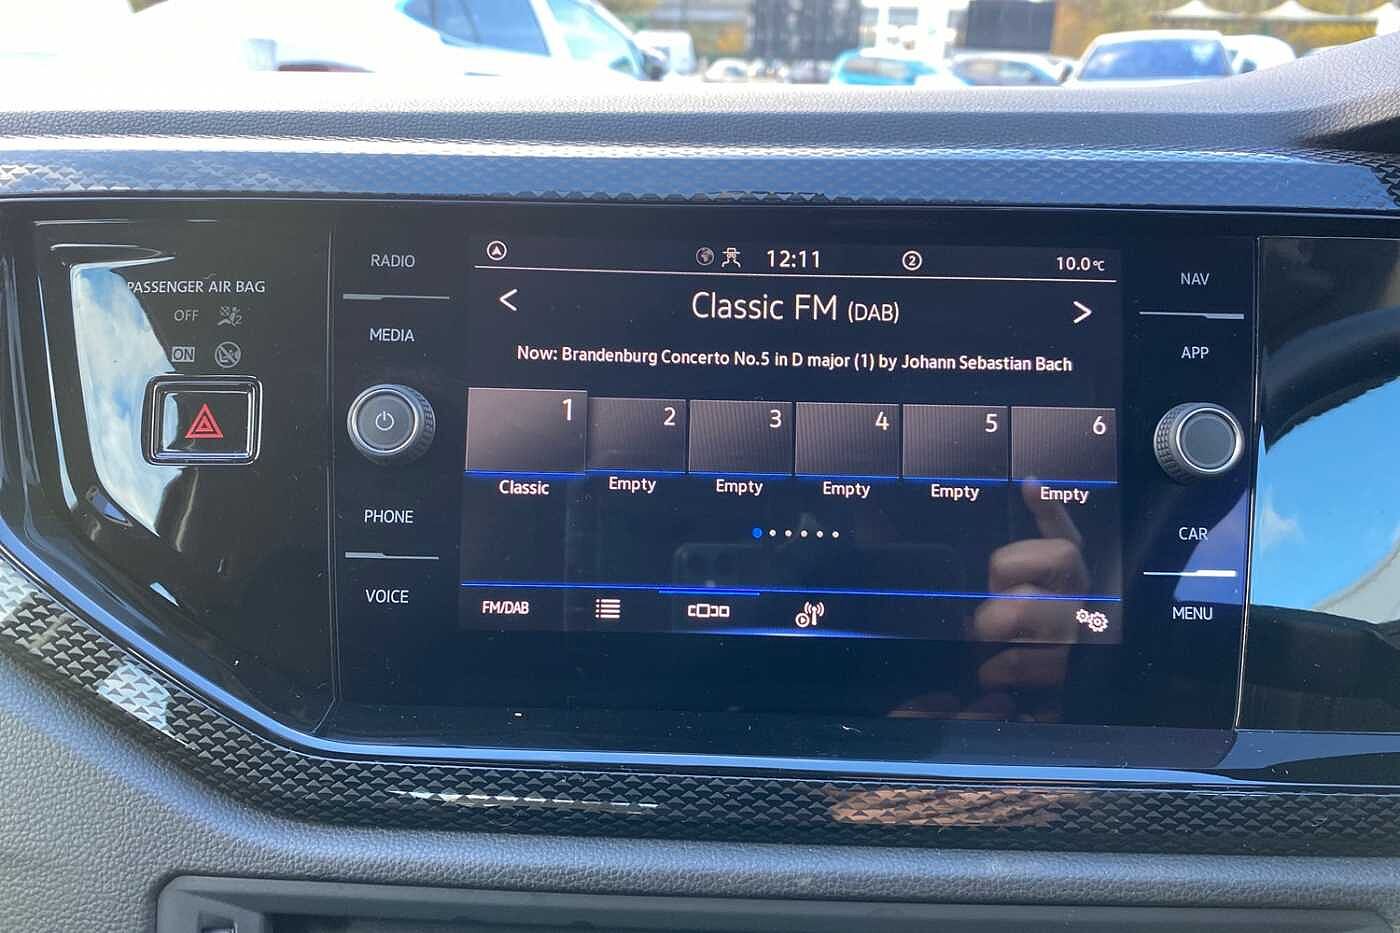 PASSENGER AIR BAG
OFF
ON
RADIO
MEDIA
PHONE
VOICE
12:11
2
10.0°C
< Classic FM (DAB) >
Now: Brandenburg Concerto No.5 in D major (1) by Johann Sebastian Bach
1 2 3 4 5 6
Classic Empty Empty Empty Empty Empty
FM/DAB
NAV
APP
CAR
MENU